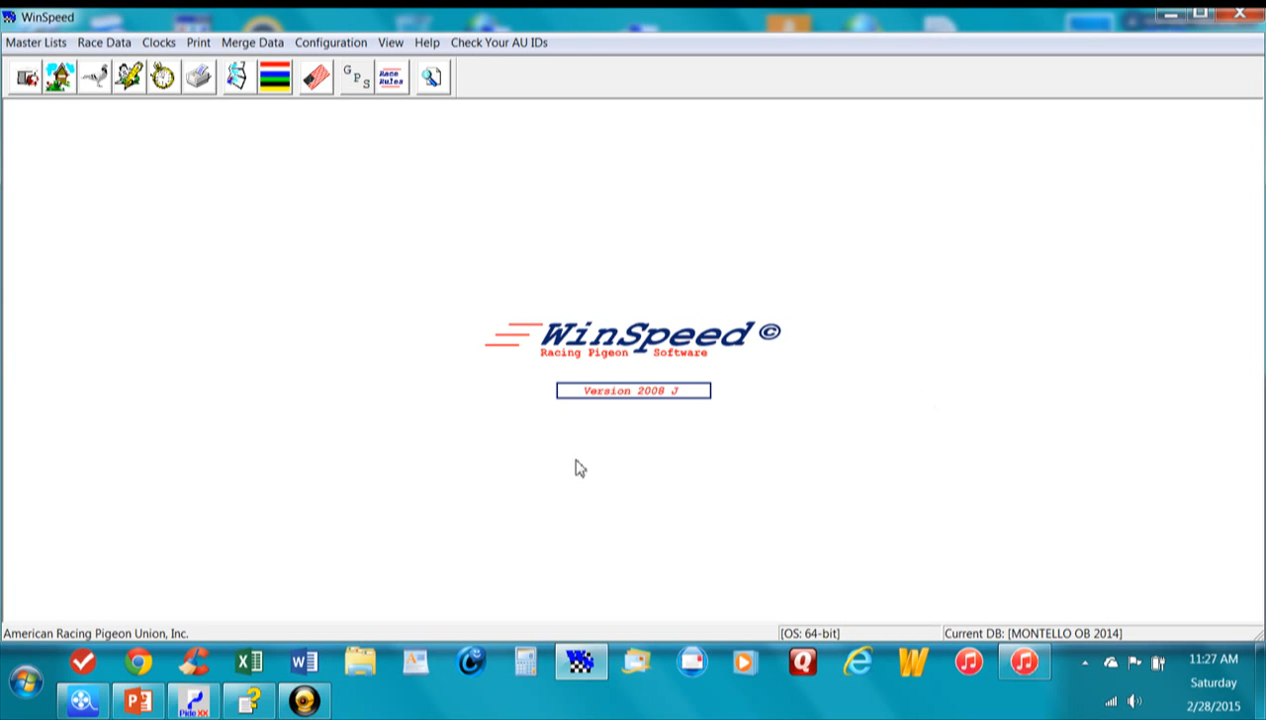 WinSpeed
Master Lists Race Data Clocks Print Merge Data Configuration View Help Check Your AU IDs
G P S Race Rules
WinSpeed ©
Racing Pigeon Software
Version 2008 J
American Racing Pigeon Union, Inc. [OS: 64-bit] Current DB: [MONTELLO OB 2014]
11:27 AM
Saturday
2/28/2015